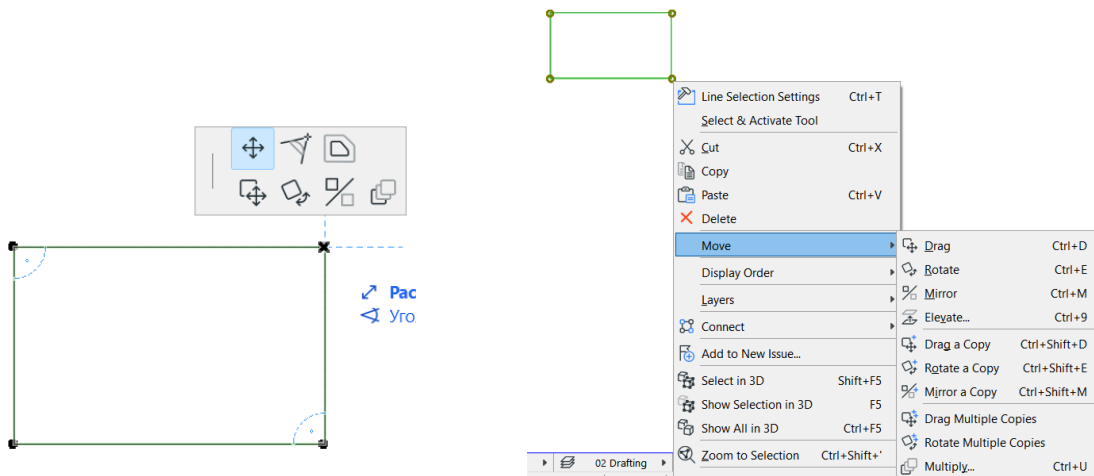 Рас
Уго
Line Selection Settings Ctrl+T
Select & Activate Tool
Cut Ctrl+X
Copy
Paste Ctrl+V
Delete
Move
Display Order
Layers
Connect
Add to New Issue...
Select in 3D Shift+F5
Show Selection in 3D F5
Show All in 3D Ctrl+F5
Zoom to Selection Ctrl+Shift+'
Drag Ctrl+D
Rotate Ctrl+E
Mirror Ctrl+M
Elevate... Ctrl+9
Drag a Copy Ctrl+Shift+D
Rotate a Copy Ctrl+Shift+E
Mirror a Copy Ctrl+Shift+M
Drag Multiple Copies
Rotate Multiple Copies
Multiply... Ctrl+U
02 Drafting